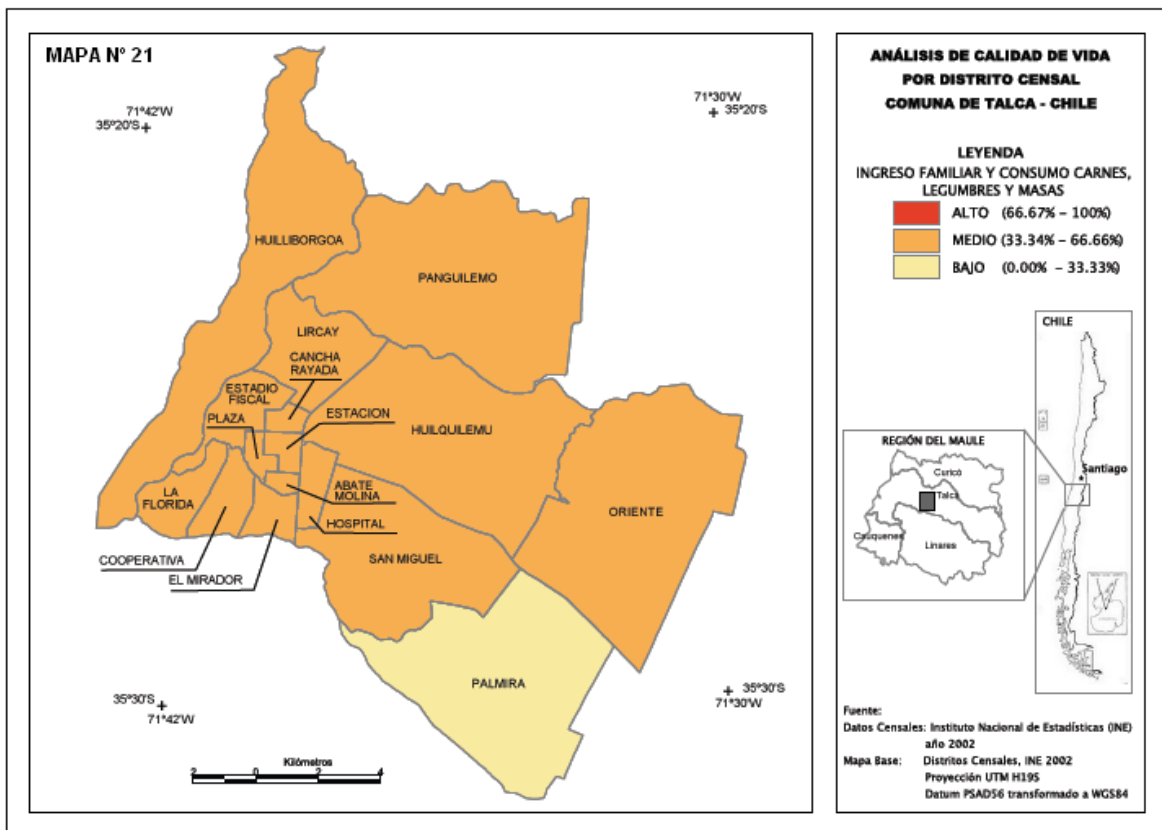 MAPA N° 21
71°42'W
35°20'S
71°30'W
35°20'S
HUILLIBORGOA
PANGUILEMO
LIRCAY
CANCHA
RAYADA
ESTADIO
FISCAL
PLAZA
ESTACION
HUILQUILEMU
LA
FLORIDA
ABATE
MOLINA
HOSPITAL
ORIENTE
COOPERATIVA
EL MIRADOR
SAN MIGUEL
PALMIRA
35°30'S
71°42'W
35°30'S
71°30'W
Kilómetros
2 0 2 4
ANÁLISIS DE CALIDAD DE VIDA
POR DISTRITO CENSAL
COMUNA DE TALCA - CHILE
LEYENDA
INGRESO FAMILIAR Y CONSUMO CARNES,
LEGUMBRES Y MASAS
ALTO (66.67% - 100%)
MEDIO (33.34% - 66.66%)
BAJO (0.00% - 33.33%)
CHILE
Santiago
REGIÓN DEL MAULE
Curicó
Talca
Cauquenes
Linares
Fuente:
Datos Censales: Instituto Nacional de Estadísticas (INE)
año 2002
Mapa Base: Distritos Censales, INE 2002
Proyección UTM H19S
Datum PSAD56 transformado a WGS84